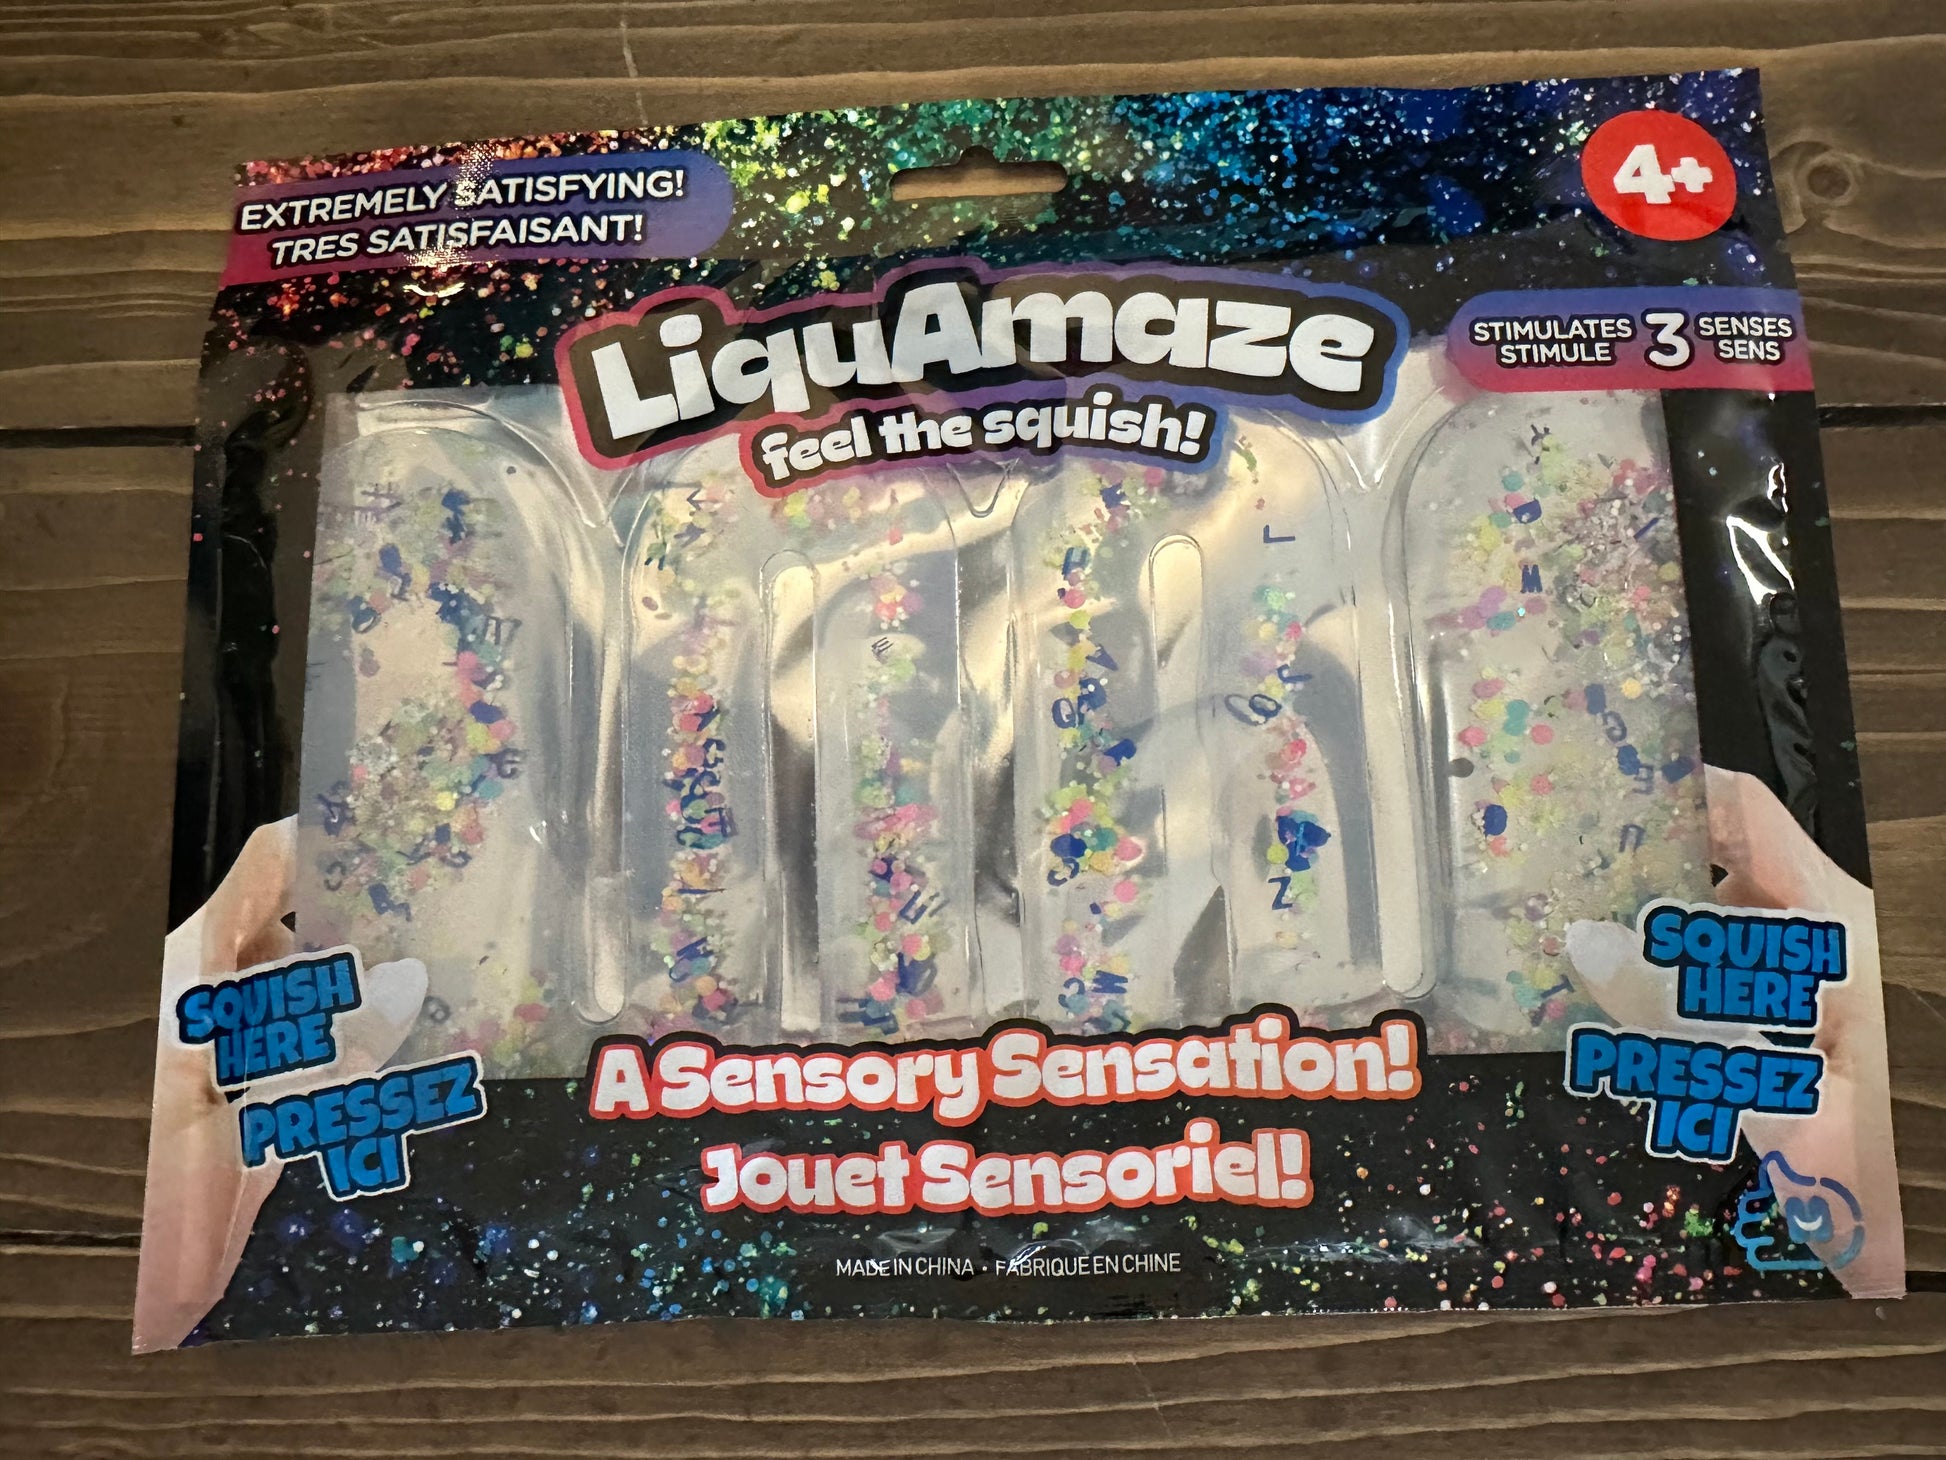 EXTREMELY SATISFYING!
TRES SATISFAISANT!
4+
LiquAmaze
feel the squish!
STIMULATES 3 SENSES
STIMULE SENS
L
M
E
Q
Z
SQUISH
HERE
PRESSEZ
ICI
SQUISH
HERE
PRESSEZ
ICI
A Sensory Sensation!
Jouet Sensoriel!
MADE IN CHINA • FABRIQUE EN CHINE